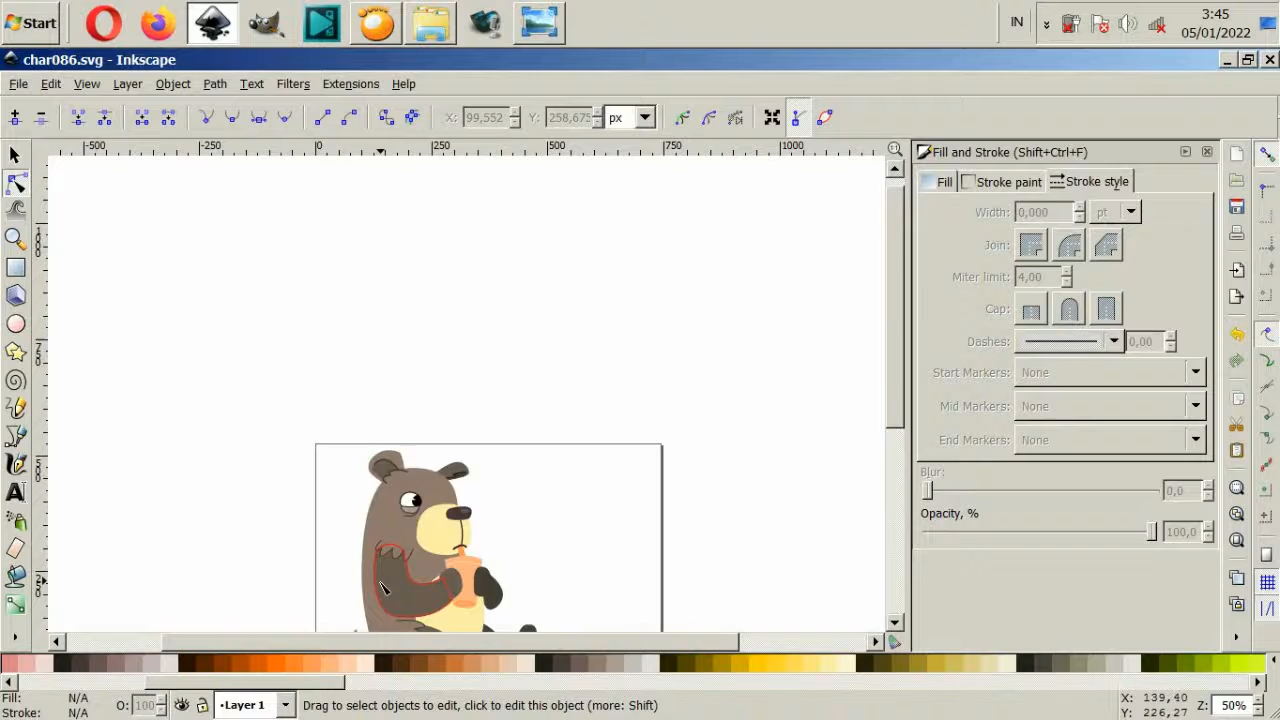 Start
IN
3:45
05/01/2022
char086.svg - Inkscape
File Edit View Layer Object Path Text Filters Extensions Help
X: 99,552 Y: 258,675 px
-500 -250 0 250 500 750 1000
Fill and Stroke (Shift+Ctrl+F)
Fill Stroke paint Stroke style
Width: 0,000 pt
Join:
Miter limit: 4,00
Cap:
Dashes: 0,00
Start Markers: None
Mid Markers: None
End Markers: None
Blur:
0,0
Opacity, %
100,0
Fill: N/A
Stroke: N/A
O: 100
Layer 1
Drag to select objects to edit, click to edit this object (more: Shift)
X: 139,40
Y: 226,27
Z: 50%